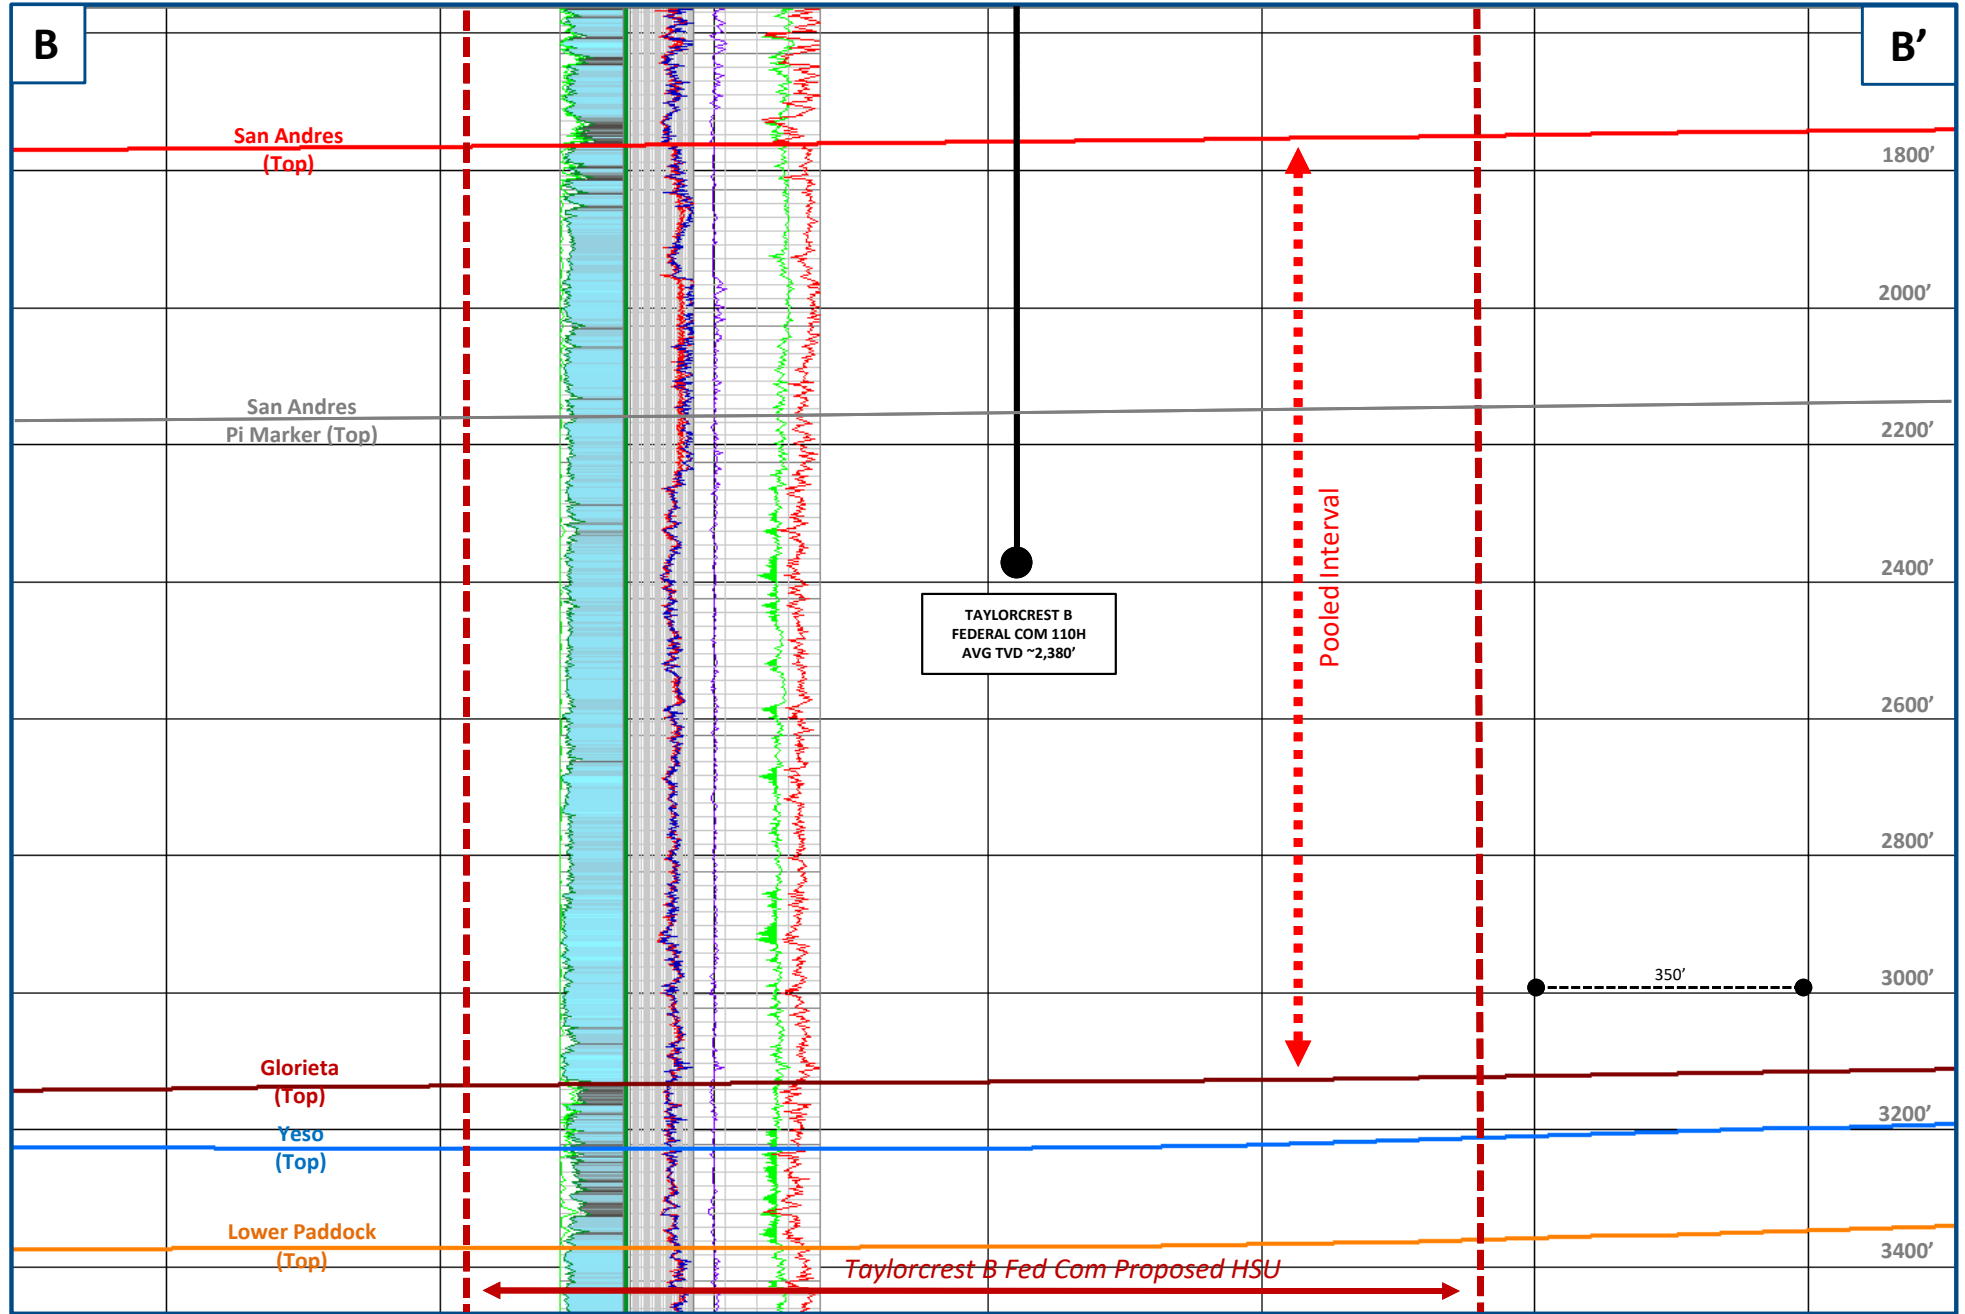 B
B’
San Andres
(Top)
1800’
2000’
San Andres
Pi Marker (Top)
2200’
Pooled Interval
2400’
TAYLORCREST B
FEDERAL COM 110H
AVG TVD ~2,380’
2600’
2800’
350’
3000’
Glorieta
(Top)
3200’
Yeso
(Top)
Lower Paddock
(Top)
3400’
Taylorcrest B Fed Com Proposed HSU